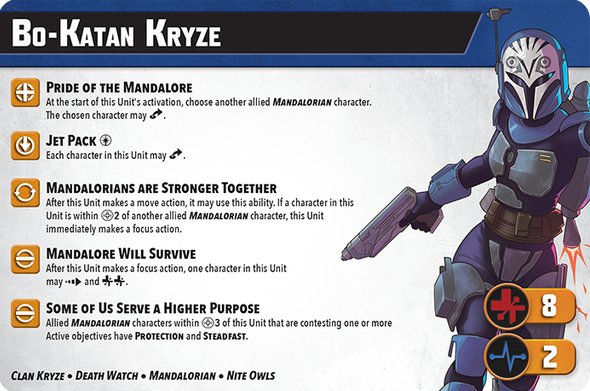 Bo-Katan Kryze
Pride of the Mandalore
At the start of this Unit's activation, choose another allied Mandalorian character.
The chosen character may .
Jet Pack
Each character in this Unit may .
Mandalorians are Stronger Together
After this Unit makes a move action, it may use this ability. If a character in this
Unit is within 2 of another allied Mandalorian character, this Unit
immediately makes a focus action.
Mandalore Will Survive
After this Unit makes a focus action, one character in this Unit
may and .
Some of Us Serve a Higher Purpose
Allied Mandalorian characters within 3 of this Unit that are contesting one or more
Active objectives have Protection and Steadfast.
8
2
Clan Kryze • Death Watch • Mandalorian • Nite Owls